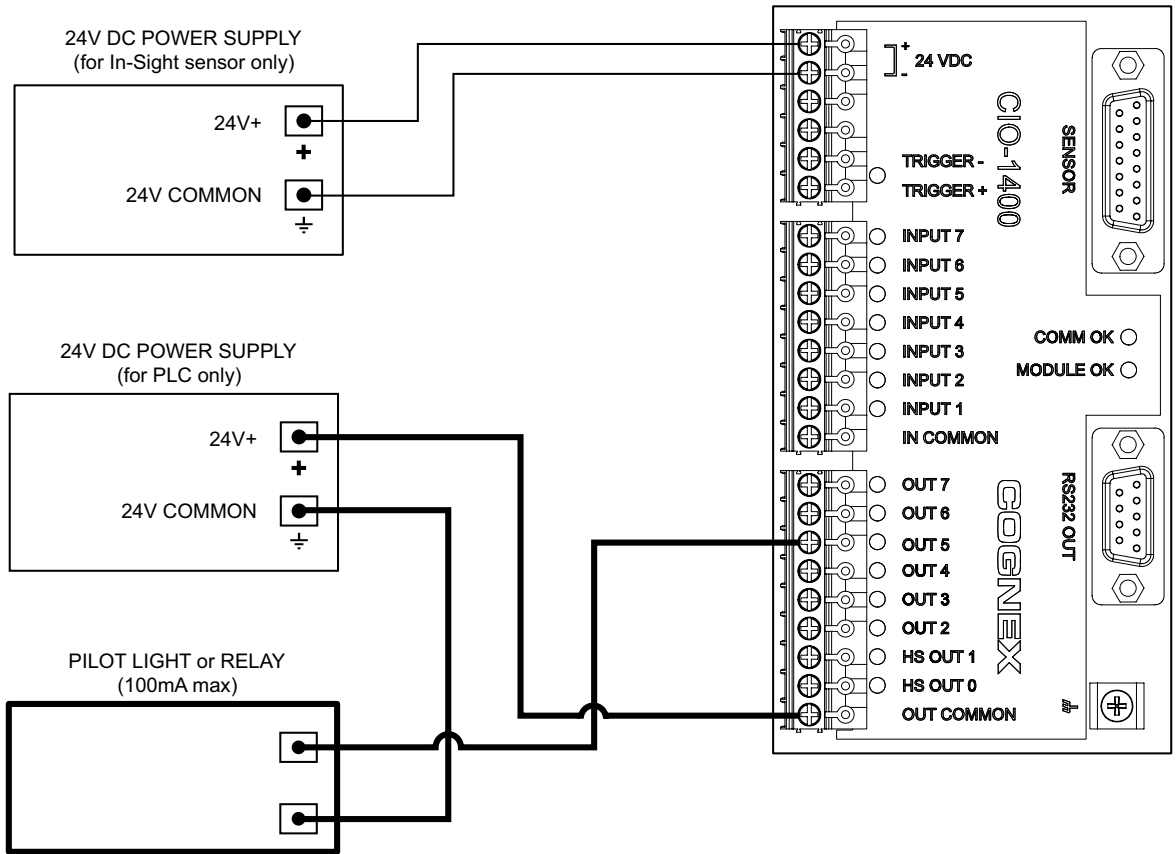 24V DC POWER SUPPLY
(for In-Sight sensor only)
24V+
+
24V COMMON
24V DC POWER SUPPLY
(for PLC only)
24V+
+
24V COMMON
PILOT LIGHT or RELAY
(100mA max)
+
24 VDC
-
TRIGGER -
TRIGGER +
INPUT 7
INPUT 6
INPUT 5
INPUT 4
INPUT 3
INPUT 2
INPUT 1
IN COMMON
OUT 7
OUT 6
OUT 5
OUT 4
OUT 3
OUT 2
HS OUT 1
HS OUT 0
OUT COMMON
CIO-1400
SENSOR
COMM OK
MODULE OK
COGNEX
RS232 OUT